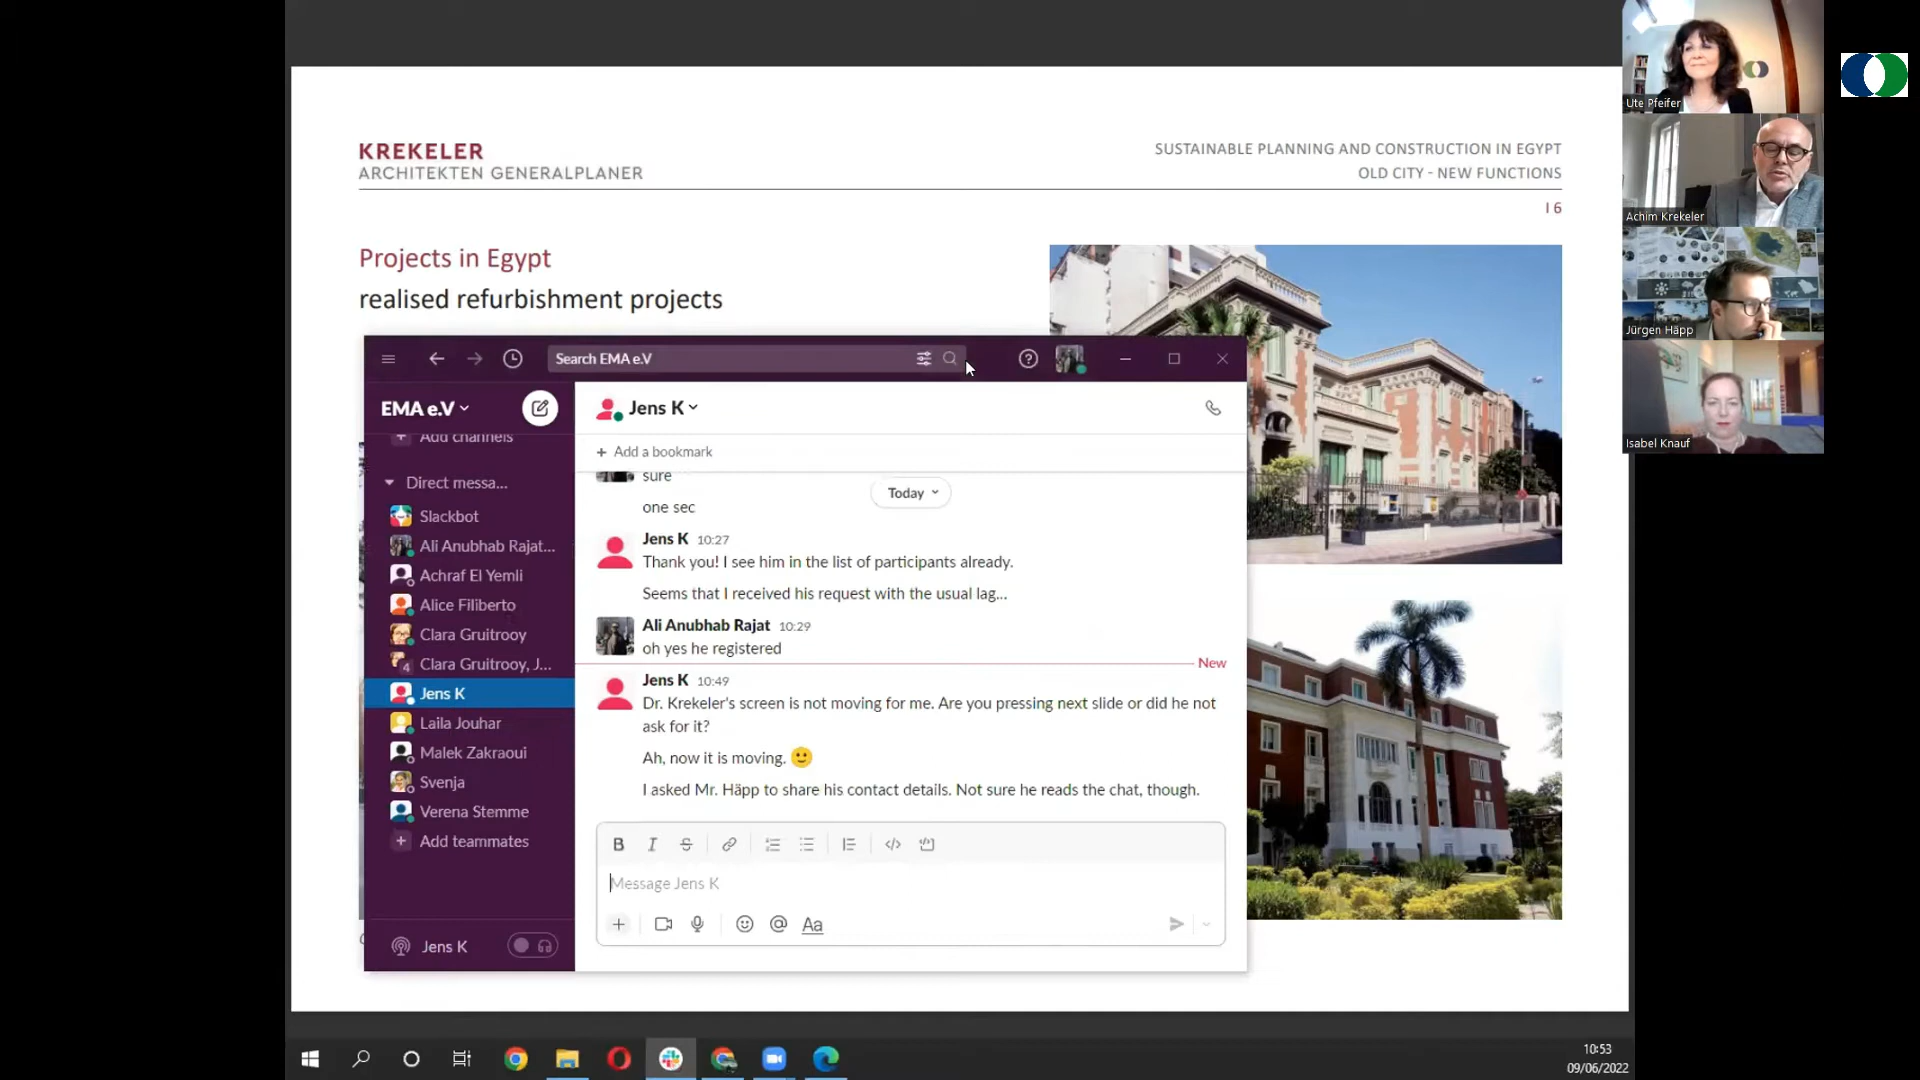 KREKELER
ARCHITEKTEN GENERALPLANER
SUSTAINABLE PLANNING AND CONSTRUCTION IN EGYPT
OLD CITY - NEW FUNCTIONS
I 6
Projects in Egypt
realised refurbishment projects
Search EMA e.V
EMA e.V
Add channels
Direct messa...
Slackbot
Ali Anubhab Rajat...
Achraf El Yemli
Alice Filiberto
Clara Gruitrooy
4
Clara Gruitrooy, J...
Jens K
Laila Jouhar
Malek Zakraoui
Svenja
Verena Stemme
+ Add teammates
Jens K
Jens K
+ Add a bookmark
sure
Today
one sec
Jens K 10:27
Thank you! I see him in the list of participants already.
Seems that I received his request with the usual lag...
Ali Anubhab Rajat 10:29
oh yes he registered
New
Jens K 10:49
Dr. Krekeler's screen is not moving for me. Are you pressing next slide or did he not
ask for it?
Ah, now it is moving. 🙂
I asked Mr. Häpp to share his contact details. Not sure he reads the chat, though.
B I S
Message Jens K
+ @ Aa
Ute Pfeifer
Achim Krekeler
Jürgen Häpp
Isabel Knauf
10:53
09/06/2022